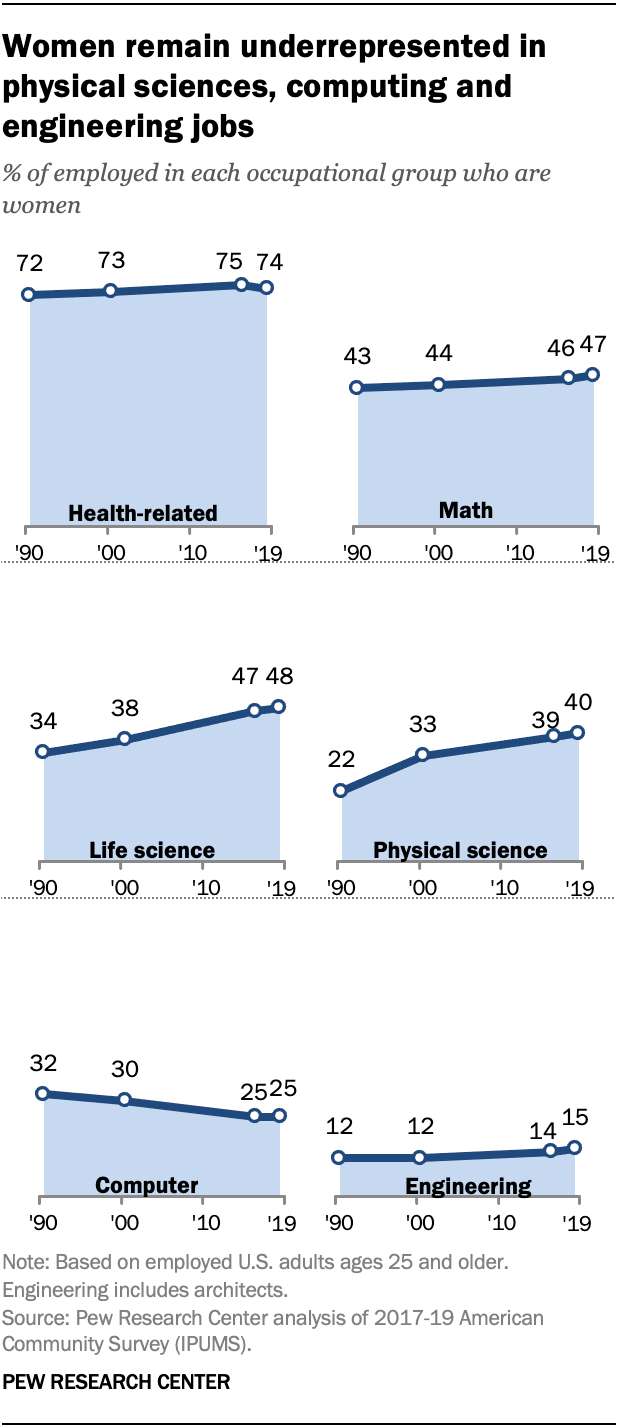 Women remain underrepresented in
physical sciences, computing and
engineering jobs
% of employed in each occupational group who are
women
72 73 75 74
43 44 46 47
Health-related
Math
'90 '00 '10 '19
'90 '00 '10 '19
34 38 47 48
22 33 39 40
Life science
Physical science
'90 '00 '10 '19
'90 '00 '10 '19
32 30 25 25
12 12 14 15
Computer
Engineering
'90 '00 '10 '19
'90 '00 '10 '19
Note: Based on employed U.S. adults ages 25 and older.
Engineering includes architects.
Source: Pew Research Center analysis of 2017-19 American
Community Survey (IPUMS).
PEW RESEARCH CENTER